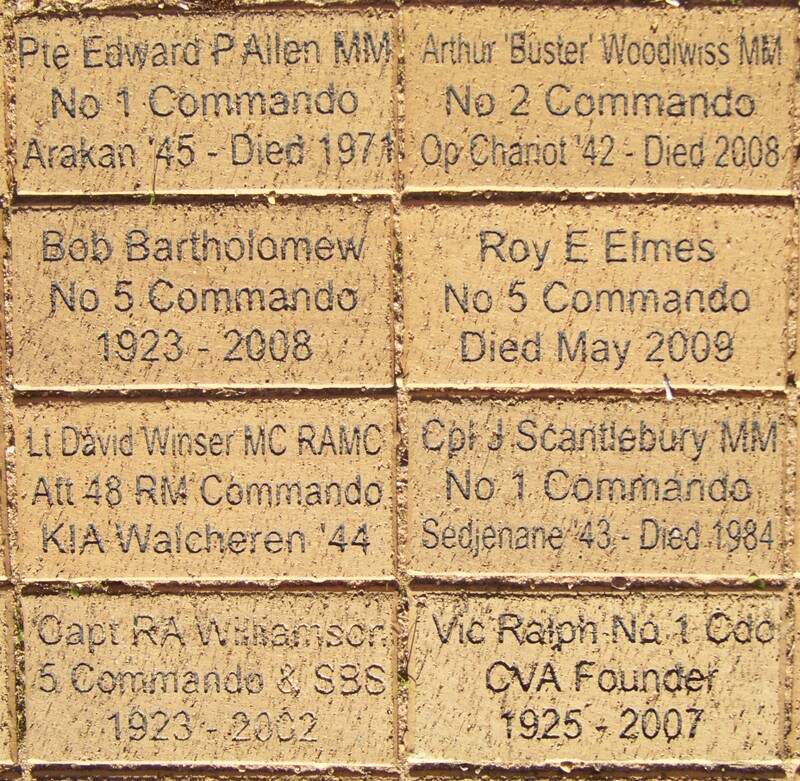 Pte Edward P Allen MM
No 1 Commando
Arakan '45 - Died 1971
Arthur 'Buster' Woodiwiss MM
No 2 Commando
Op Chariot '42 - Died 2008
Bob Bartholomew
No 5 Commando
1923 - 2008
Roy E Elmes
No 5 Commando
Died May 2009
Lt David Winser MC RAMC
Att 48 RM Commando
KIA Walcheren '44
Cpl J Scantlebury MM
No 1 Commando
Sedjenane '43 - Died 1984
Capt RA Williamson
5 Commando & SBS
1923 - 2002
Vic Ralph No 1 Cdo
CVA Founder
1925 - 2007